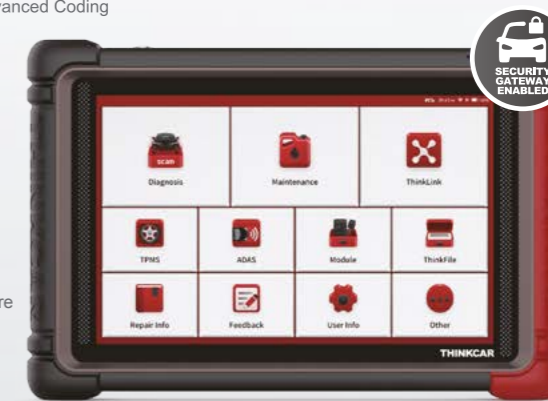 vanced Coding
SECURITY
GATEWAY
ENABLED
scan
Diagnosis
Maintenance
ThinkLink
TPMS
ADAS
Module
ThinkFile
re
Repair Info
Feedback
User Info
Other
THINKCAR